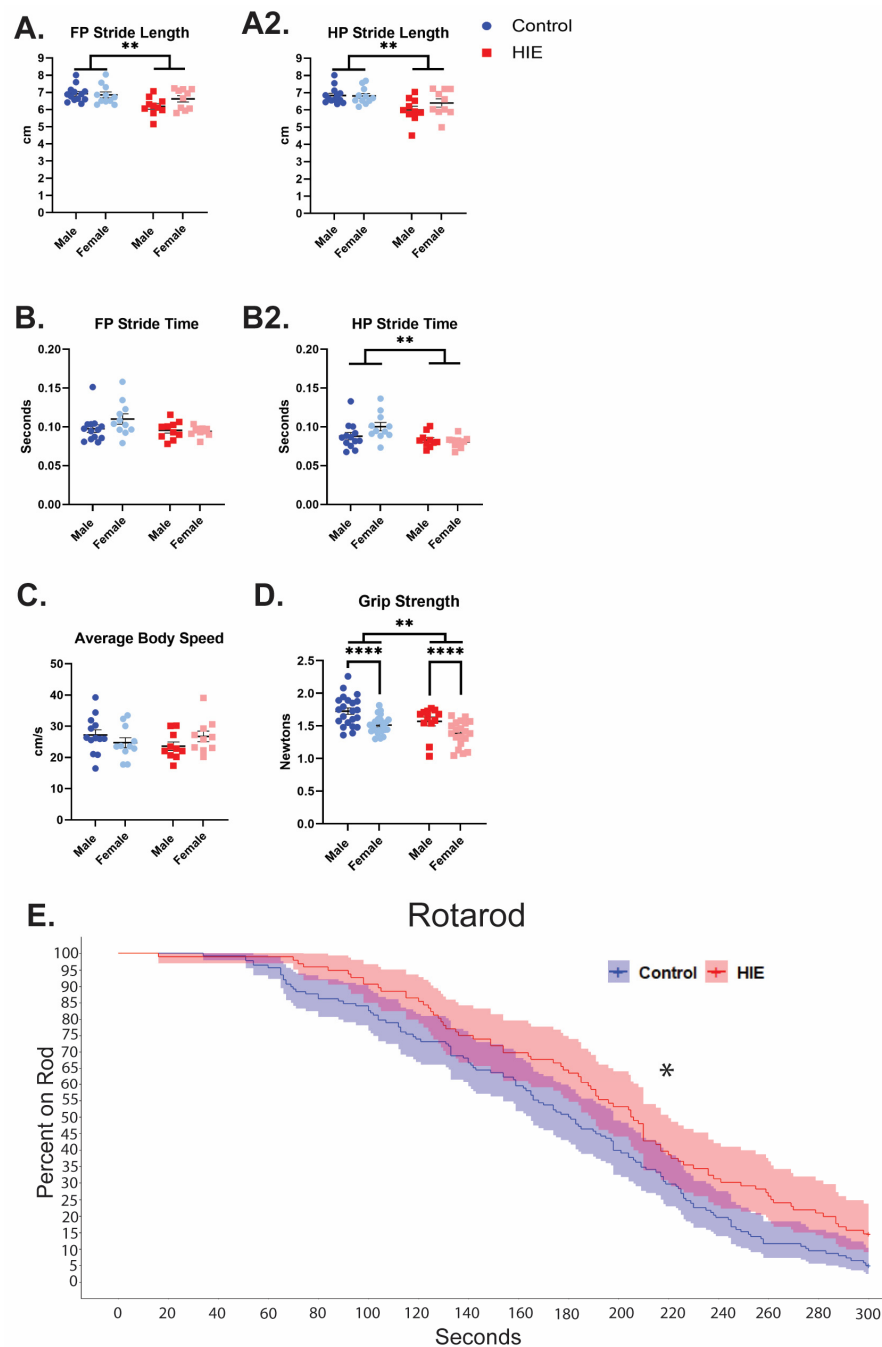 A.
FP Stride Length
**
9
8
7
6
5
4
3
2
1
0
cm
Male
Female
Male
Female
A2.
HP Stride Length
**
9
8
7
6
5
4
3
2
1
0
cm
Male
Female
Male
Female
Control
HIE
B.
FP Stride Time
0.20
0.15
0.10
0.05
0.00
Seconds
Male
Female
Male
Female
B2.
HP Stride Time
**
0.20
0.15
0.10
0.05
0.00
Seconds
Male
Female
Male
Female
C.
Average Body Speed
50
40
30
20
10
0
cm/s
Male
Female
Male
Female
D.
Grip Strength
**
**** ****
2.5
2.0
1.5
1.0
0.5
0.0
Newtons
Male
Female
Male
Female
E.
Rotarod
Control HIE
*
100
95
90
85
80
75
70
65
60
55
50
45
40
35
30
25
20
15
10
5
0
Percent on Rod
0 20 40 60 80 100 120 140 160 180 200 220 240 260 280 300
Seconds